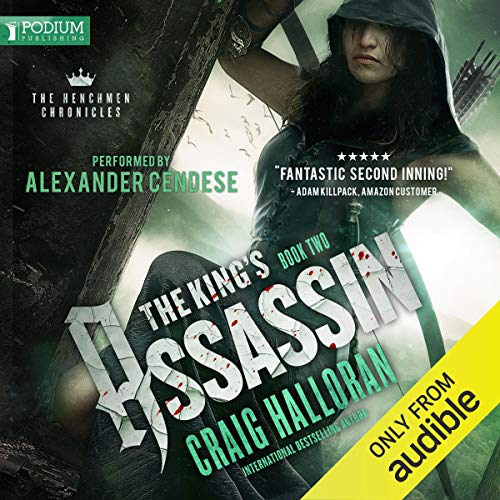 PODIUM
PUBLISHING
THE HENCHMEN
CHRONICLES
PERFORMED BY
ALEXANDER CENDESE
★★★★★
"FANTASTIC SECOND INNING!"
- ADAM KILLPACK, AMAZON CUSTOMER
THE KING'S
BOOK TWO
ASSASSIN
CRAIG HALLORAN
INTERNATIONAL BESTSELLING AUTHOR
ONLY FROM
audible